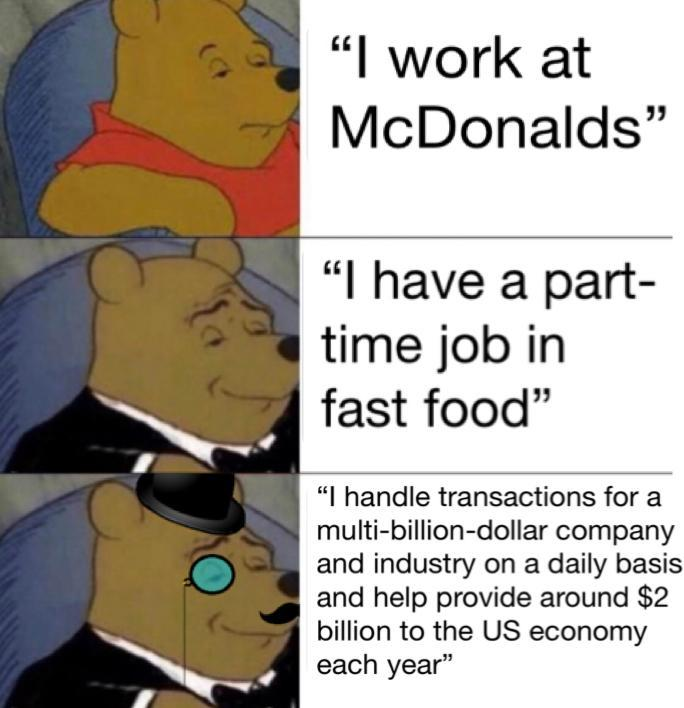 “I work at
McDonalds”
“I have a part-
time job in
fast food”
“I handle transactions for a
multi-billion-dollar company
and industry on a daily basis
and help provide around $2
billion to the US economy
each year”